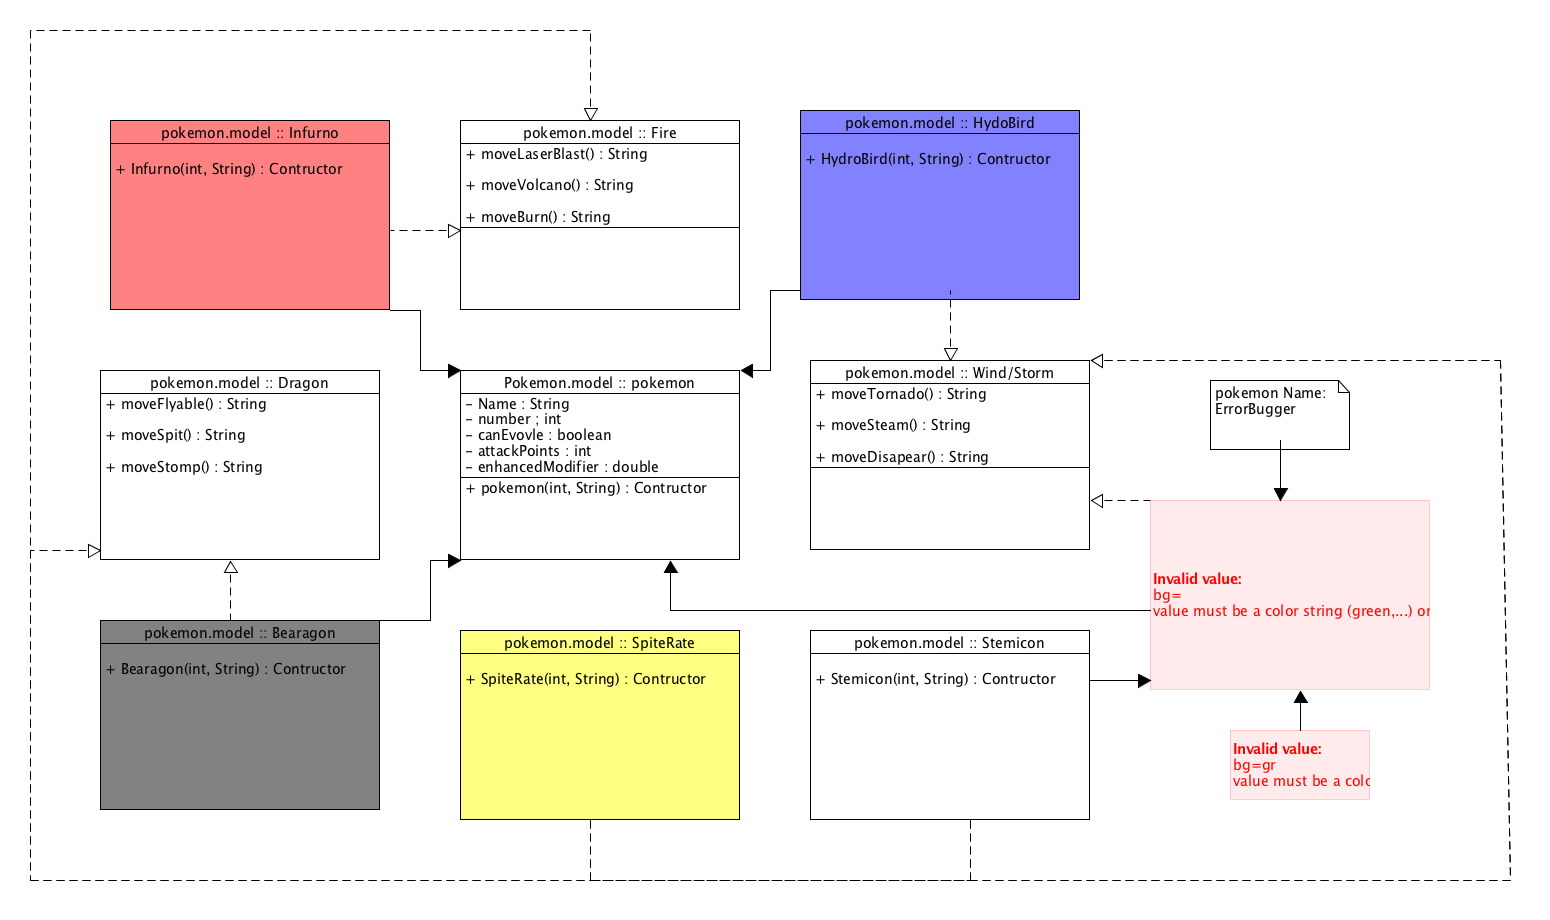 pokemon.model :: Infurno
+ Infurno(int, String) : Contructor
pokemon.model :: Fire
+ moveLaserBlast() : String
+ moveVolcano() : String
+ moveBurn() : String
pokemon.model :: HydoBird
+ HydroBird(int, String) : Contructor
pokemon.model :: Dragon
+ moveFlyable() : String
+ moveSpit() : String
+ moveStomp() : String
Pokemon.model :: pokemon
– Name : String
– number ; int
– canEvovle : boolean
– attackPoints : int
– enhancedModifier : double
+ pokemon(int, String) : Contructor
pokemon.model :: Wind/Storm
+ moveTornado() : String
+ moveSteam() : String
+ moveDisapear() : String
pokemon Name:
ErrorBugger
Invalid value:
bg=
value must be a color string (green,...) or
pokemon.model :: Bearagon
+ Bearagon(int, String) : Contructor
pokemon.model :: SpiteRate
+ SpiteRate(int, String) : Contructor
pokemon.model :: Stemicon
+ Stemicon(int, String) : Contructor
Invalid value:
bg=gr
value must be a colo